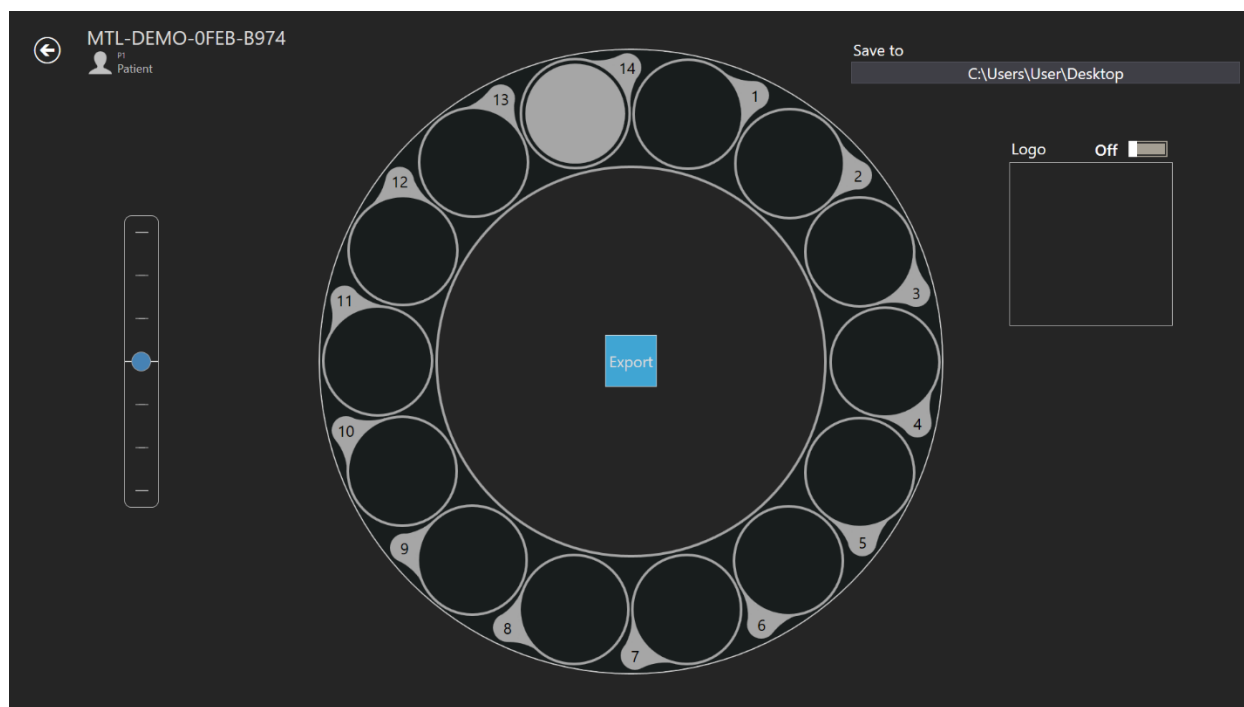 MTL-DEMO-0FEB-B974
P1
Patient
Save to
C:\Users\User\Desktop
Logo Off
14
1
13
2
12
3
11
Export
4
10
5
9
6
8
7